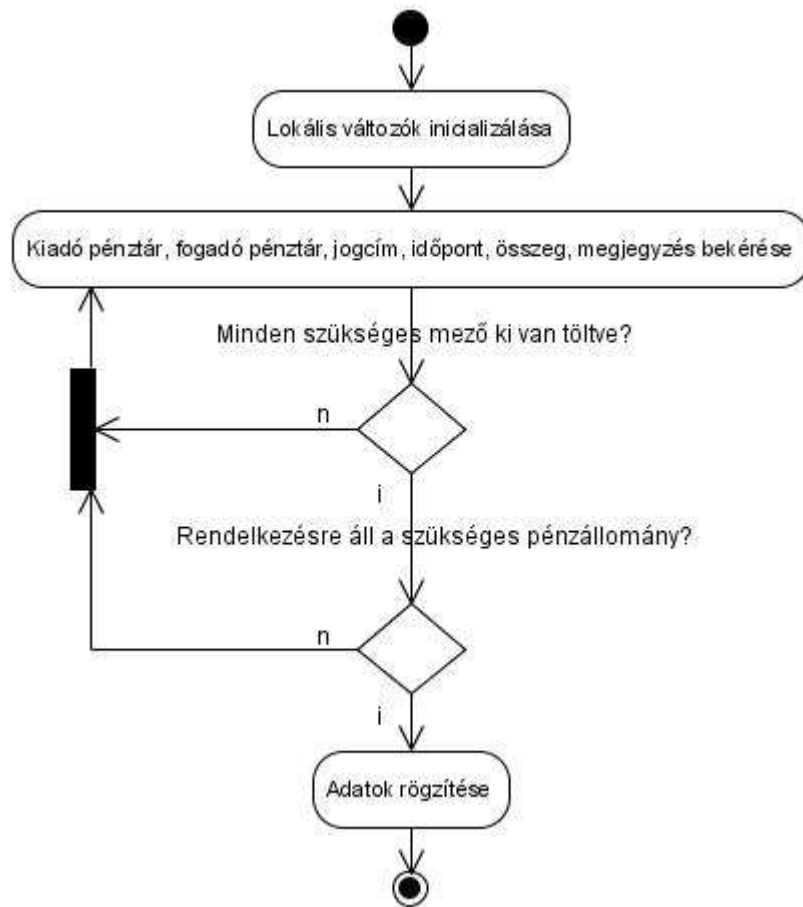 Lokális változók inicializálása
Kiadó pénztár, fogadó pénztár, jogcím, időpont, összeg, megjegyzés bekérése
Minden szükséges mező ki van töltve?
n
i
Rendelkezésre áll a szükséges pénzállomány?
n
i
Adatok rögzítése